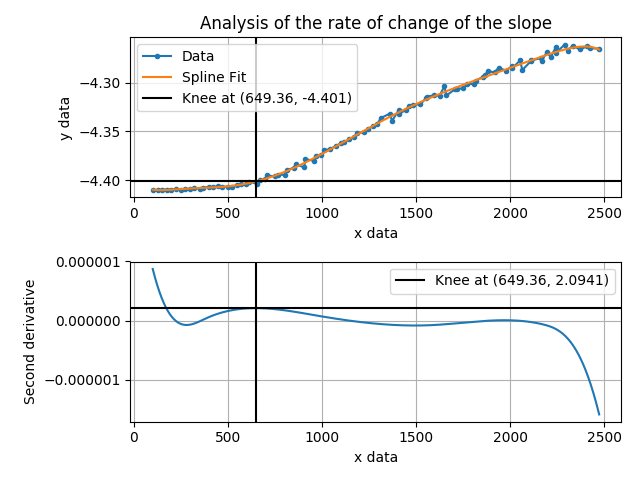 Analysis of the rate of change of the slope
Data
Spline Fit
Knee at (649.36, -4.401)
y data
−4.30
−4.35
−4.40
0 500 1000 1500 2000 2500
x data
Knee at (649.36, 2.0941)
Second derivative
0.000001
0.000000
−0.000001
0 500 1000 1500 2000 2500
x data